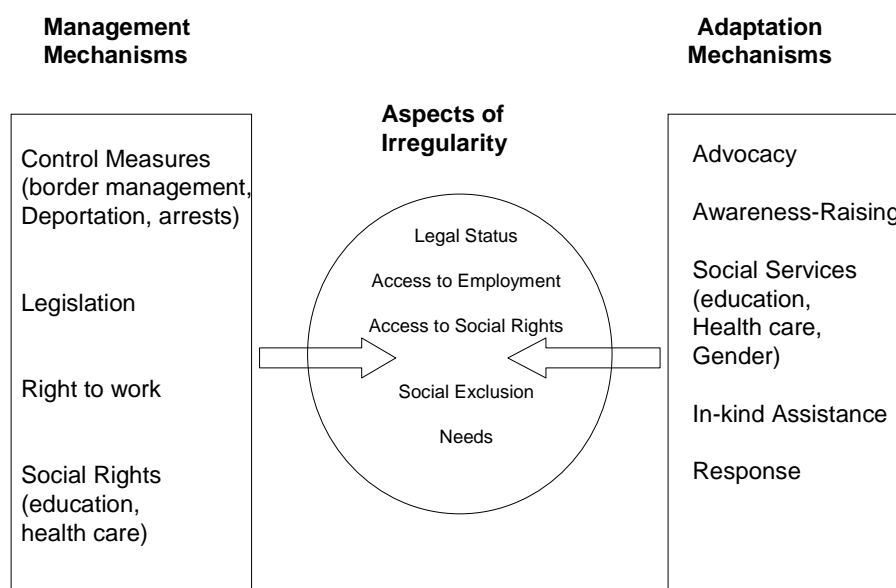 Management
Mechanisms
Control Measures
(border management,
Deportation, arrests)
Legislation
Right to work
Social Rights
(education,
health care)
Aspects of
Irregularity
Legal Status
Access to Employment
Access to Social Rights
Social Exclusion
Needs
Adaptation
Mechanisms
Advocacy
Awareness-Raising
Social Services
(education,
Health care,
Gender)
In-kind Assistance
Response